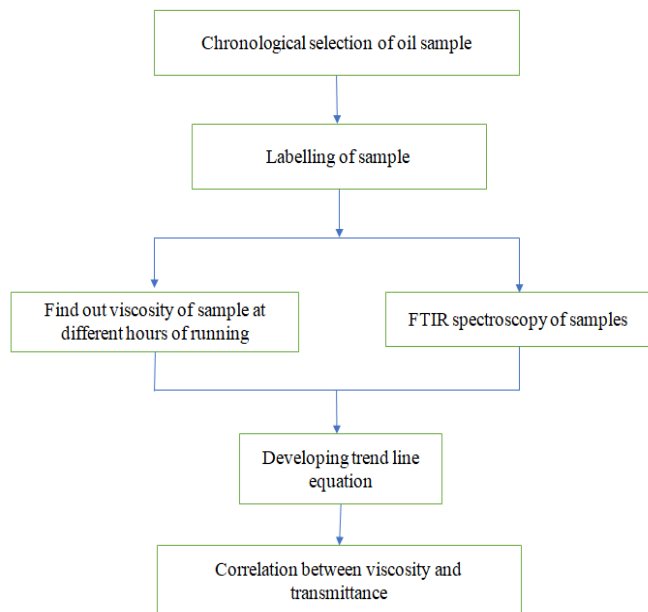 Chronological selection of oil sample
Labelling of sample
Find out viscosity of sample at
different hours of running
FTIR spectroscopy of samples
Developing trend line
equation
Correlation between viscosity and
transmittance